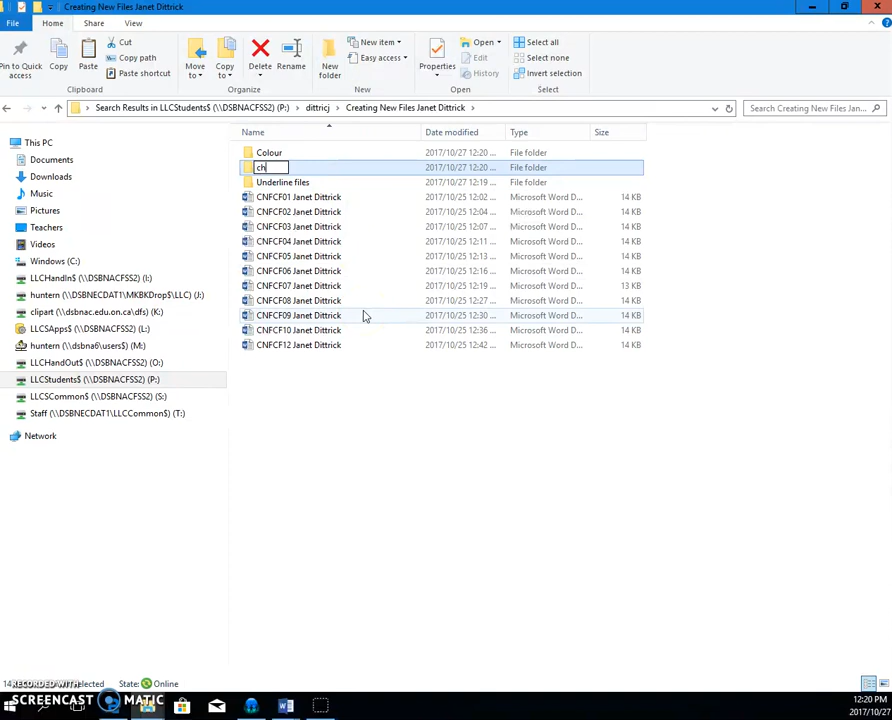 Creating New Files Janet Dittrick
File Home Share View
Pin to Quick access
Copy
Paste
Cut
Copy path
Paste shortcut
Clipboard
Move to
Copy to
Delete
Rename
Organize
New folder
New item
Easy access
New
Properties
Open
Edit
History
Open
Select all
Select none
Invert selection
Select
Search Results in LLCStudents$ (\\DSBNACFSS2) (P:) dittricj Creating New Files Janet Dittrick
Search Creating New Files Jan...
Name Date modified Type Size
This PC
Documents
Downloads
Music
Pictures
Teachers
Videos
Windows (C:)
LLCHandIn$ (\\DSBNACFSS2) (I:)
huntern (\\DSBNECDAT1\MKBKDrop$\LLC) (J:)
clipart (\\dsbnac.edu.on.ca\dfs) (K:)
LLCSApps$ (\\DSBNACFSS2) (L:)
huntern (\\dsbna6\users$) (M:)
LLCHandOut$ (\\DSBNACFSS2) (O:)
LLCStudents$ (\\DSBNACFSS2) (P:)
LLCSCommon$ (\\DSBNACFSS2) (S:)
Staff (\\DSBNECDAT1\LLCCommon$) (T:)
Network
Colour 2017/10/27 12:20 ... File folder
ch 2017/10/27 12:20 ... File folder
Underline files 2017/10/27 12:19 ... File folder
CNFCF01 Janet Dittrick 2017/10/25 12:02 ... Microsoft Word D... 14 KB
CNFCF02 Janet Dittrick 2017/10/25 12:04 ... Microsoft Word D... 14 KB
CNFCF03 Janet Dittrick 2017/10/25 12:07 ... Microsoft Word D... 14 KB
CNFCF04 Janet Dittrick 2017/10/25 12:11 ... Microsoft Word D... 14 KB
CNFCF05 Janet Dittrick 2017/10/25 12:13 ... Microsoft Word D... 14 KB
CNFCF06 Janet Dittrick 2017/10/25 12:16 ... Microsoft Word D... 14 KB
CNFCF07 Janet Dittrick 2017/10/25 12:19 ... Microsoft Word D... 13 KB
CNFCF08 Janet Dittrick 2017/10/25 12:27 ... Microsoft Word D... 14 KB
CNFCF09 Janet Dittrick 2017/10/25 12:30 ... Microsoft Word D... 14 KB
CNFCF10 Janet Dittrick 2017/10/25 12:36 ... Microsoft Word D... 14 KB
CNFCF12 Janet Dittrick 2017/10/25 12:42 ... Microsoft Word D... 14 KB
State: Online
RECORDED WITH
SCREENCAST MATIC
12:20 PM
2017/10/27